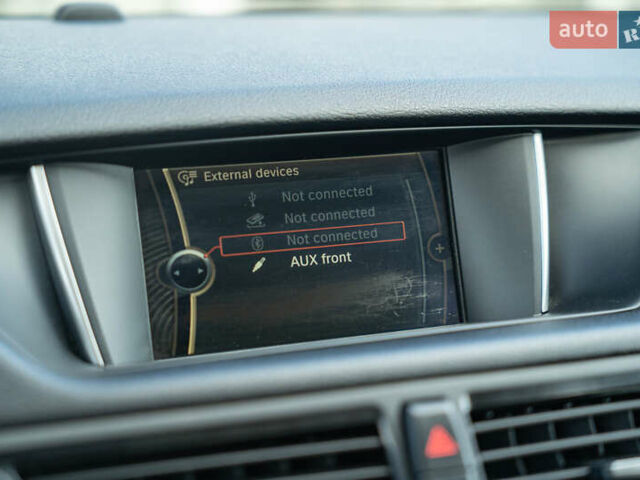 auto
External devices
Not connected
Not connected
Not connected
AUX front